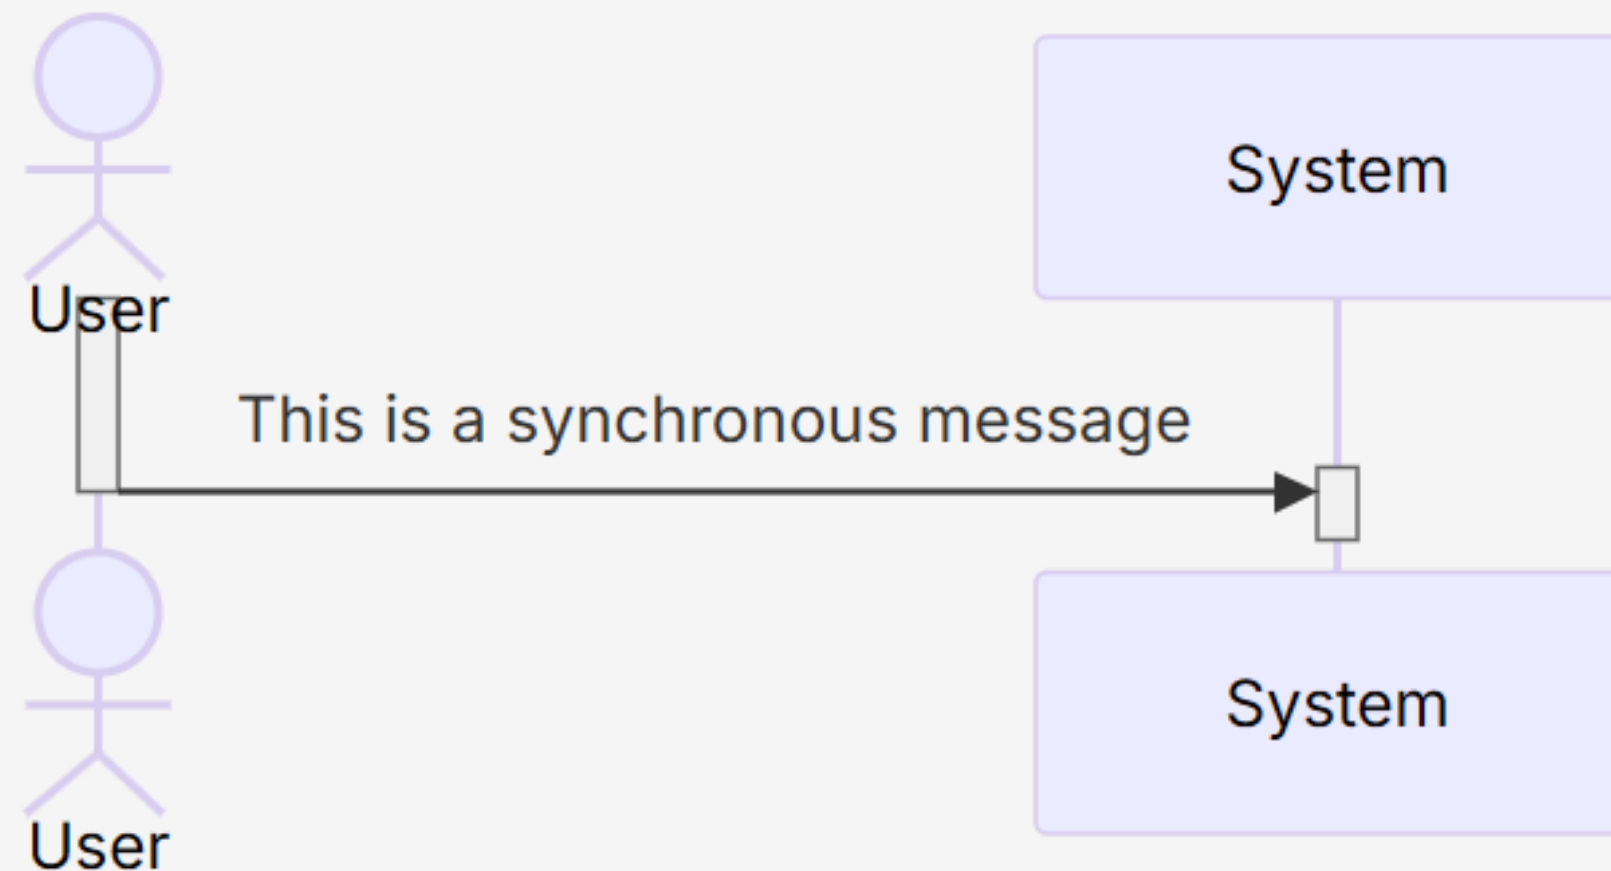 User
System
This is a synchronous message
System
User